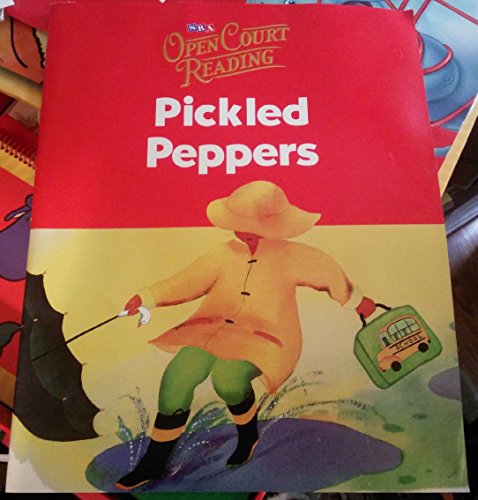 SRA
OPEN COURT
READING
Pickled
Peppers
SCHOOL